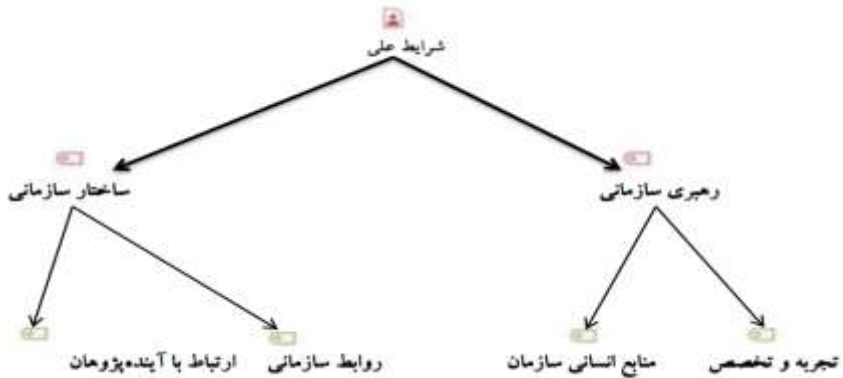 شرایط علی
رهبری سازمانی
ساختار سازمانی
تجربه و تخصص
منابع انسانی سازمان
روابط سازمانی
ارتباط با آینده‌پژوهان